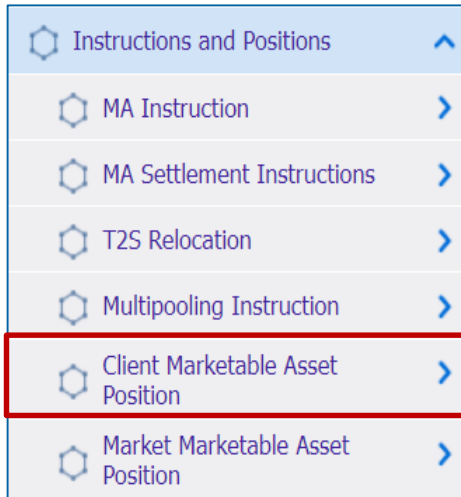 Instructions and Positions
MA Instruction
MA Settlement Instructions
T2S Relocation
Multipooling Instruction
Client Marketable Asset
Position
Market Marketable Asset
Position